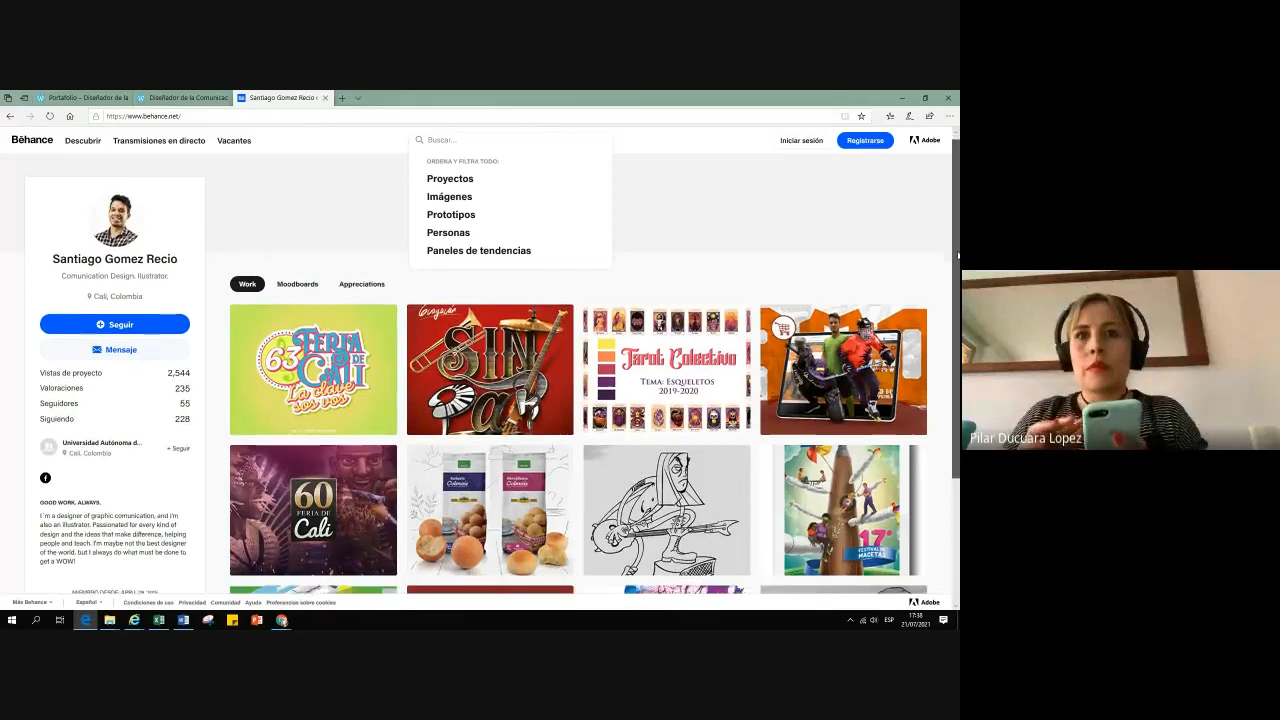 Portafolio – Diseñador de la
Diseñador de la Comunicac
Santiago Gomez Recio
https://www.behance.net/
Bēhance
Descubrir
Transmisiones en directo
Vacantes
Buscar...
Iniciar sesión
Registrarse
Adobe
ORDENA Y FILTRA TODO:
Proyectos
Imágenes
Prototipos
Personas
Paneles de tendencias
Santiago Gomez Recio
Comunication Design. Ilustrator.
Cali, Colombia
Seguir
Mensaje
Vistas de proyecto 2,544
Valoraciones 235
Seguidores 55
Siguiendo 228
Universidad Autónoma d...
Cali, Colombia
+ Seguir
GOOD WORK. ALWAYS.
I´m a designer of graphic comunication, and i'm
also an illustrator. Passionated for every kind of
design and the ideas that make difference, helping
people and teach. I'm maybe not the best designer
of the world, but I always do what must be done to
get a WOW!
MIEMBRO DESDE: ABRIL
Work
Moodboards
Appreciations
63
FERIA
DE
CALI
La clave
sos vos
SIN
Tarot Colectivo
TEMA: ESQUELETOS
2019-2020
60
FERIA DE
Cali
17°
FESTIVAL DE
MACETAS
Más Behance
Español
Condiciones de uso
Privacidad
Comunidad
Ayuda
Preferencias sobre cookies
Adobe
ESP
17:38
21/07/2021
Pilar Ducuara Lopez